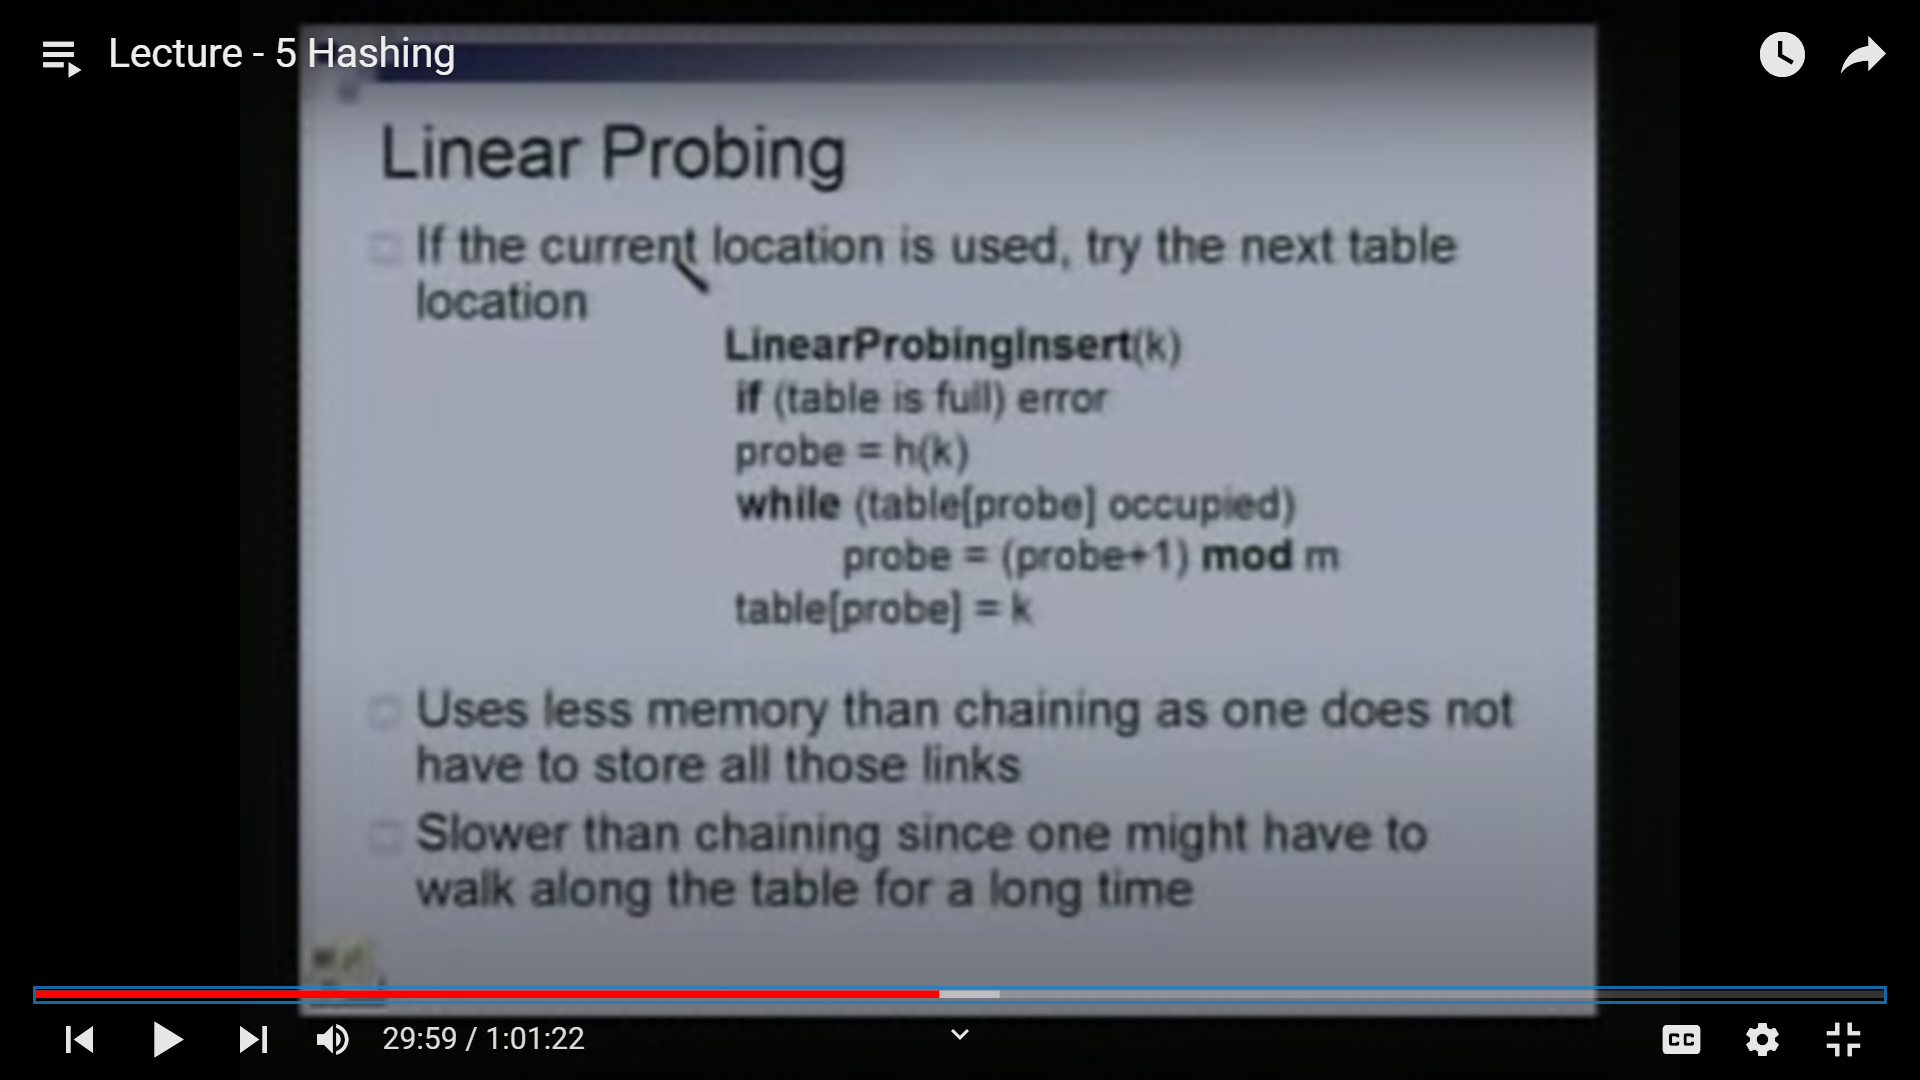 Lecture - 5 Hashing
Linear Probing
If the current location is used, try the next table
location
LinearProbingInsert(k)
if (table is full) error
probe = h(k)
while (table[probe] occupied)
probe = (probe+1) mod m
table[probe] = k
Uses less memory than chaining as one does not
have to store all those links
Slower than chaining since one might have to
walk along the table for a long time
29:59 / 1:01:22
CC